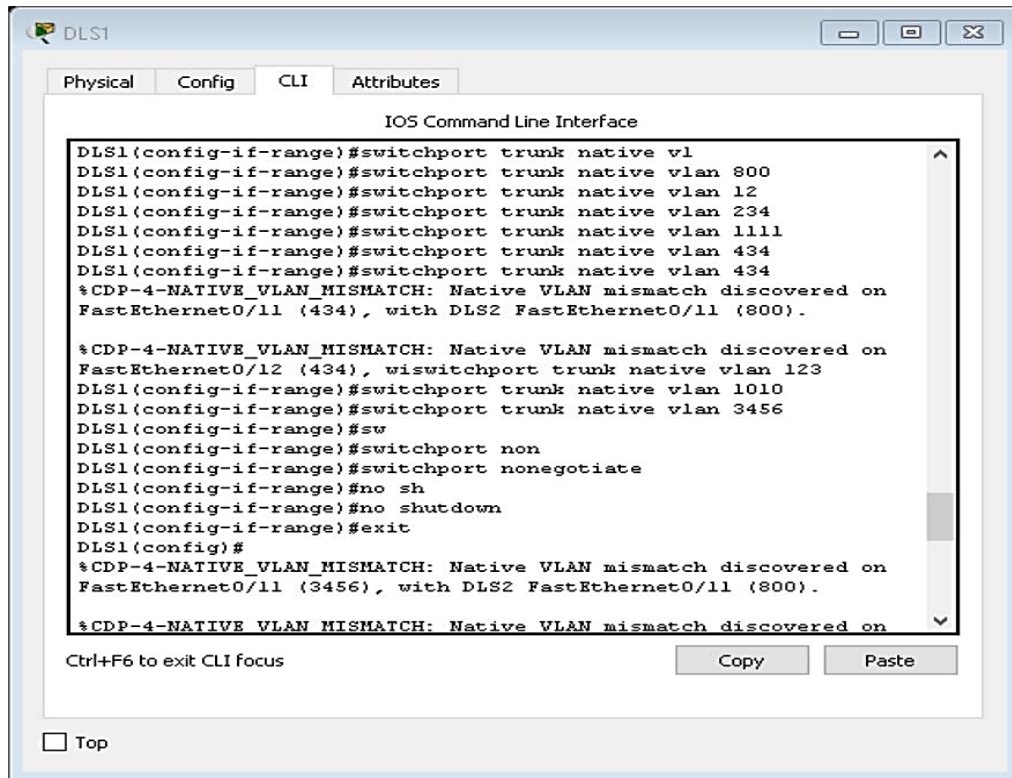 DLS1
Physical Config CLI Attributes
IOS Command Line Interface
DLS1(config-if-range)#switchport trunk native vl
DLS1(config-if-range)#switchport trunk native vlan 800
DLS1(config-if-range)#switchport trunk native vlan 12
DLS1(config-if-range)#switchport trunk native vlan 234
DLS1(config-if-range)#switchport trunk native vlan 1111
DLS1(config-if-range)#switchport trunk native vlan 434
DLS1(config-if-range)#switchport trunk native vlan 434
%CDP-4-NATIVE_VLAN_MISMATCH: Native VLAN mismatch discovered on
FastEthernet0/11 (434), with DLS2 FastEthernet0/11 (800).
%CDP-4-NATIVE_VLAN_MISMATCH: Native VLAN mismatch discovered on
FastEthernet0/12 (434), wiswitchport trunk native vlan 123
DLS1(config-if-range)#switchport trunk native vlan 1010
DLS1(config-if-range)#switchport trunk native vlan 3456
DLS1(config-if-range)#sw
DLS1(config-if-range)#switchport non
DLS1(config-if-range)#switchport nonegotiate
DLS1(config-if-range)#no sh
DLS1(config-if-range)#no shutdown
DLS1(config-if-range)#exit
DLS1(config)#
%CDP-4-NATIVE_VLAN_MISMATCH: Native VLAN mismatch discovered on
FastEthernet0/11 (3456), with DLS2 FastEthernet0/11 (800).
%CDP-4-NATIVE_VLAN_MISMATCH: Native VLAN mismatch discovered on
Ctrl+F6 to exit CLI focus
Copy Paste
Top